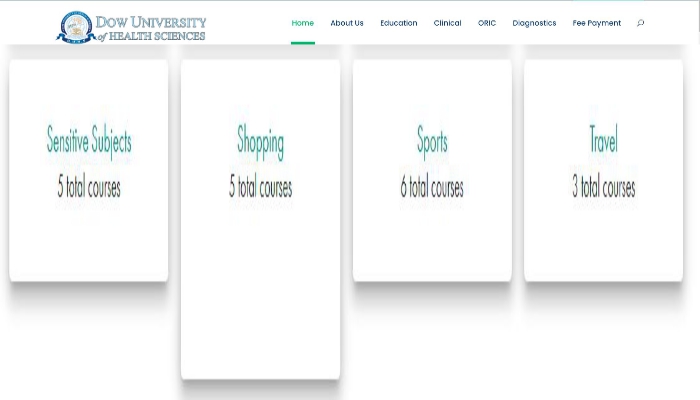 DOW UNIVERSITY
of HEALTH SCIENCES
Home About Us Education Clinical ORIC Diagnostics Fee Payment
Sensitive Subjects Shopping Sports Travel
5 total courses 5 total courses 6 total courses 3 total courses